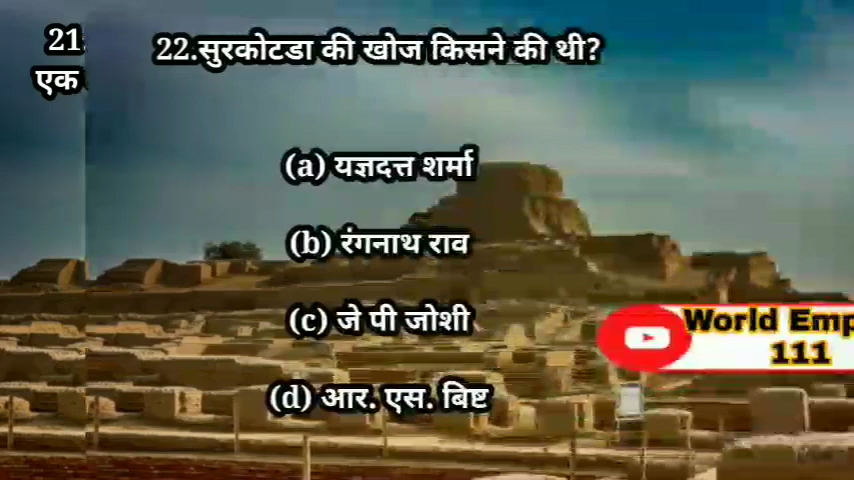 21.
एक
22.सुरकोटडा की खोज किसने की थी?
(a) यज्ञदत्त शर्मा
(b) रंगनाथ राव
(c) जे पी जोशी
(d) आर. एस. बिष्ट
World Emp
111